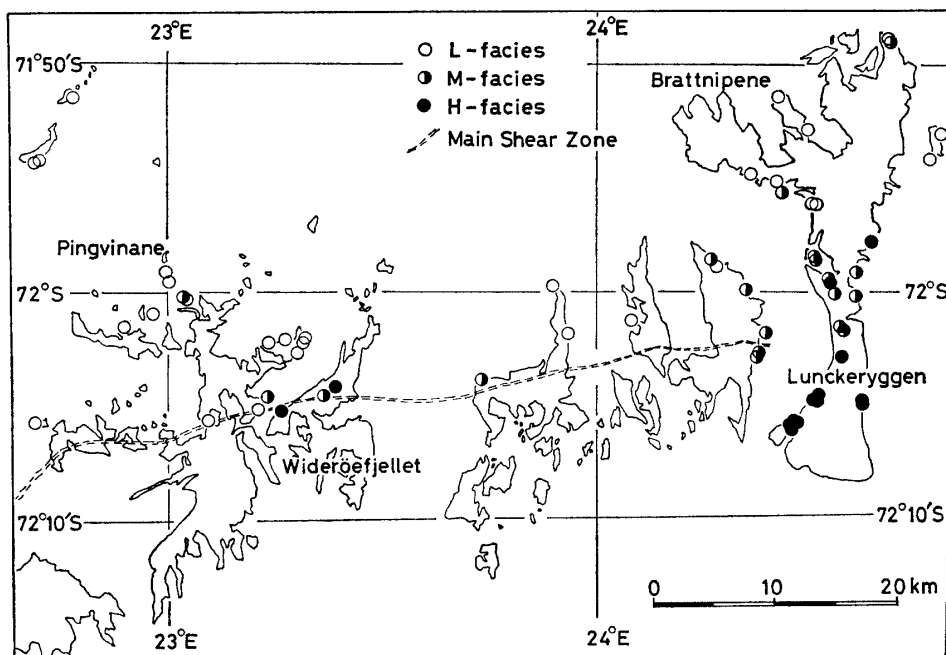 23°E
24°E
71°50'S
○ L-facies
◑ M-facies
● H-facies
Main Shear Zone
Brattnipene
Pingvinane
72°S
72°S
Lunckeryggen
Wideröefjellet
72°10'S
72°10'S
0 10 20 km
23°E
24°E